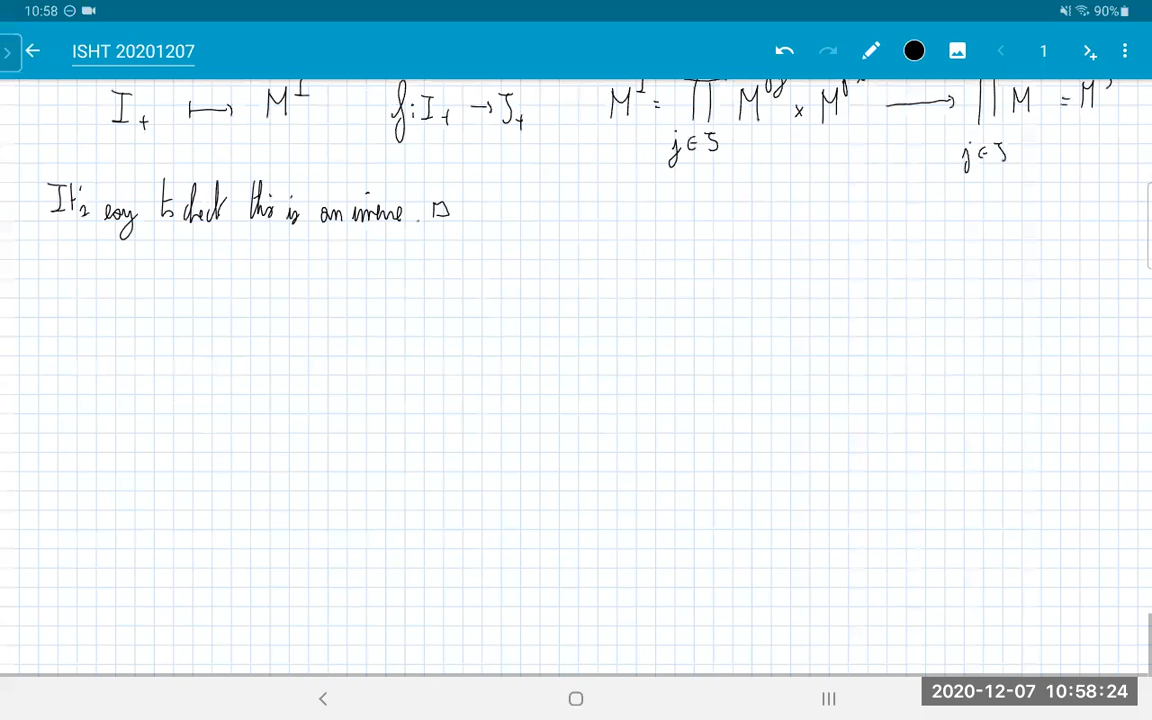 10:58 90%
ISHT 20201207 1
I₊ ⟼ M^I f: I₊ → J₊ M^I = ∏_{j∈J} M × M ⟶ ∏_{j∈J} M = M^J
It's easy to check this is an inverse. □
2020-12-07 10:58:24